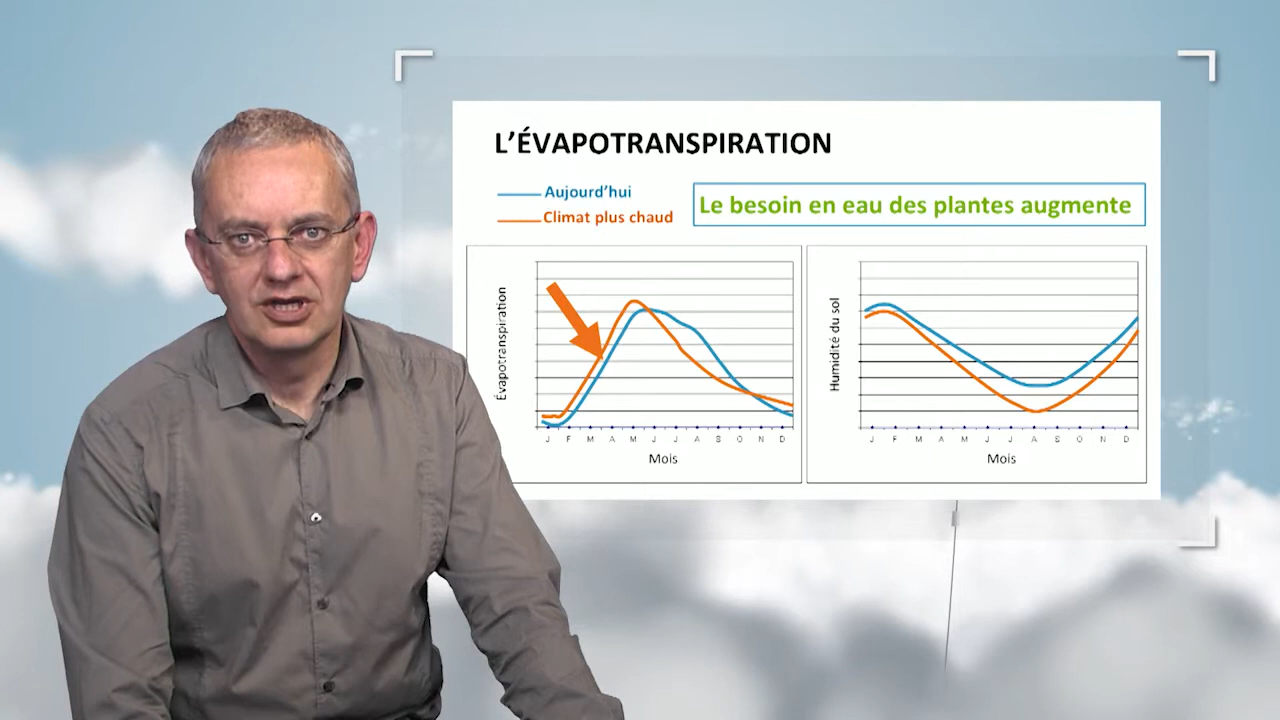 L’ÉVAPOTRANSPIRATION
Aujourd’hui
Climat plus chaud
Le besoin en eau des plantes augmente
Évapotranspiration
J F M A M J J A S O N D
Mois
Humidité du sol
J F M A M J J A S O N D
Mois